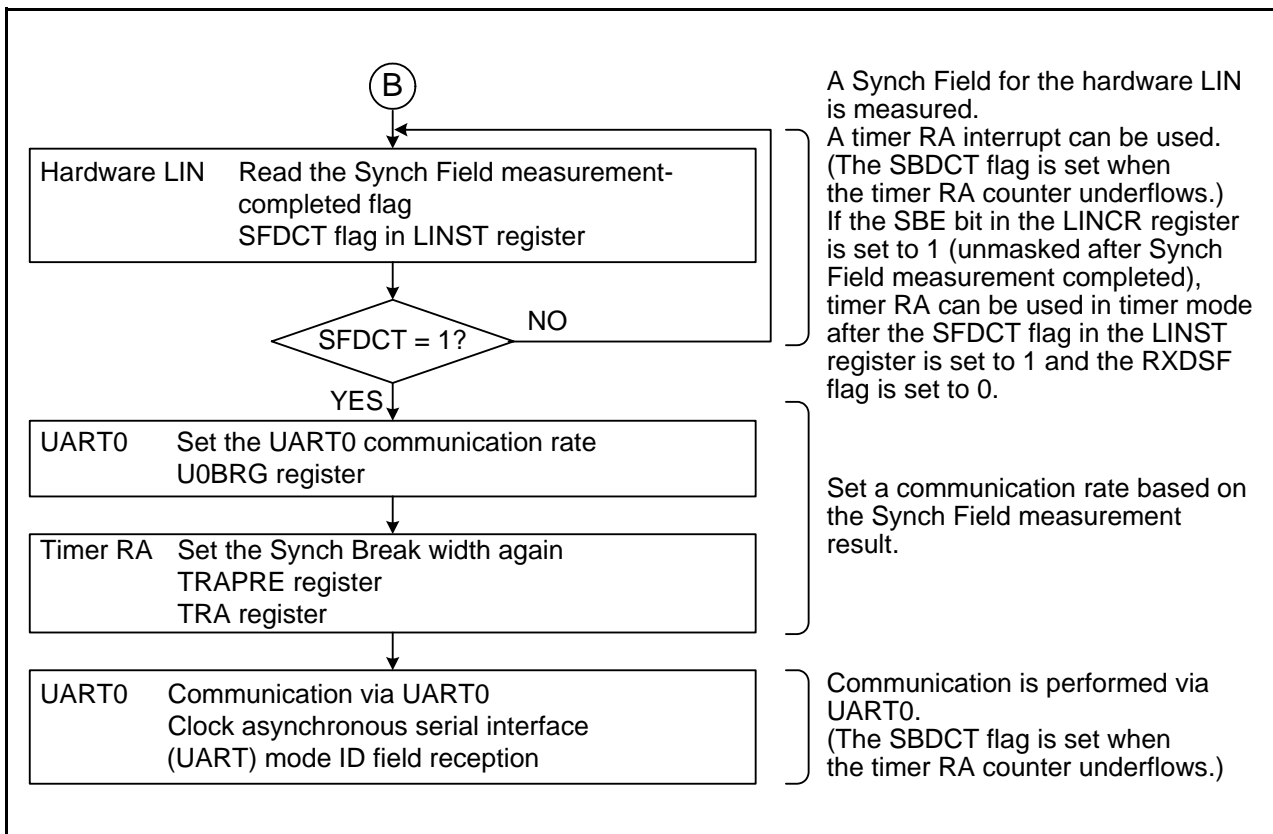 B
Hardware LIN Read the Synch Field measurement-
completed flag
SFDCT flag in LINST register
SFDCT = 1?
NO
YES
A Synch Field for the hardware LIN
is measured.
A timer RA interrupt can be used.
(The SBDCT flag is set when
the timer RA counter underflows.)
If the SBE bit in the LINCR register
is set to 1 (unmasked after Synch
Field measurement completed),
timer RA can be used in timer mode
after the SFDCT flag in the LINST
register is set to 1 and the RXDSF
flag is set to 0.
UART0 Set the UART0 communication rate
U0BRG register
Timer RA Set the Synch Break width again
TRAPRE register
TRA register
Set a communication rate based on
the Synch Field measurement
result.
UART0 Communication via UART0
Clock asynchronous serial interface
(UART) mode ID field reception
Communication is performed via
UART0.
(The SBDCT flag is set when
the timer RA counter underflows.)